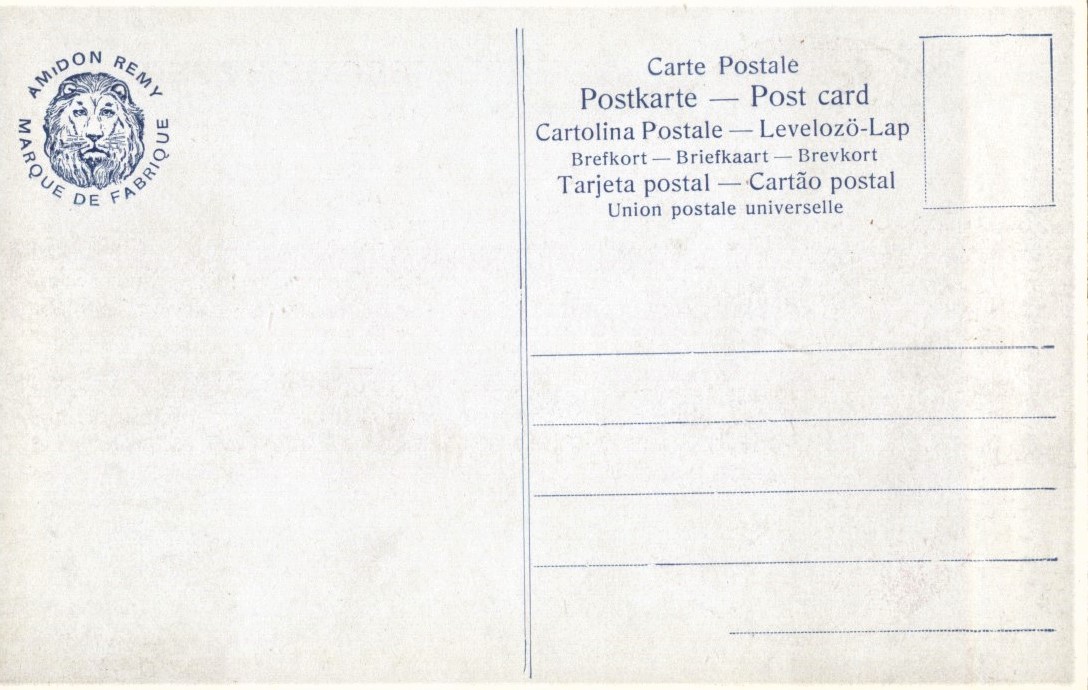 AMIDON REMY
MARQUE DE FABRIQUE
Carte Postale
Postkarte — Post card
Cartolina Postale — Levelozö-Lap
Brefkort — Briefkaart — Brevkort
Tarjeta postal — Cartão postal
Union postale universelle